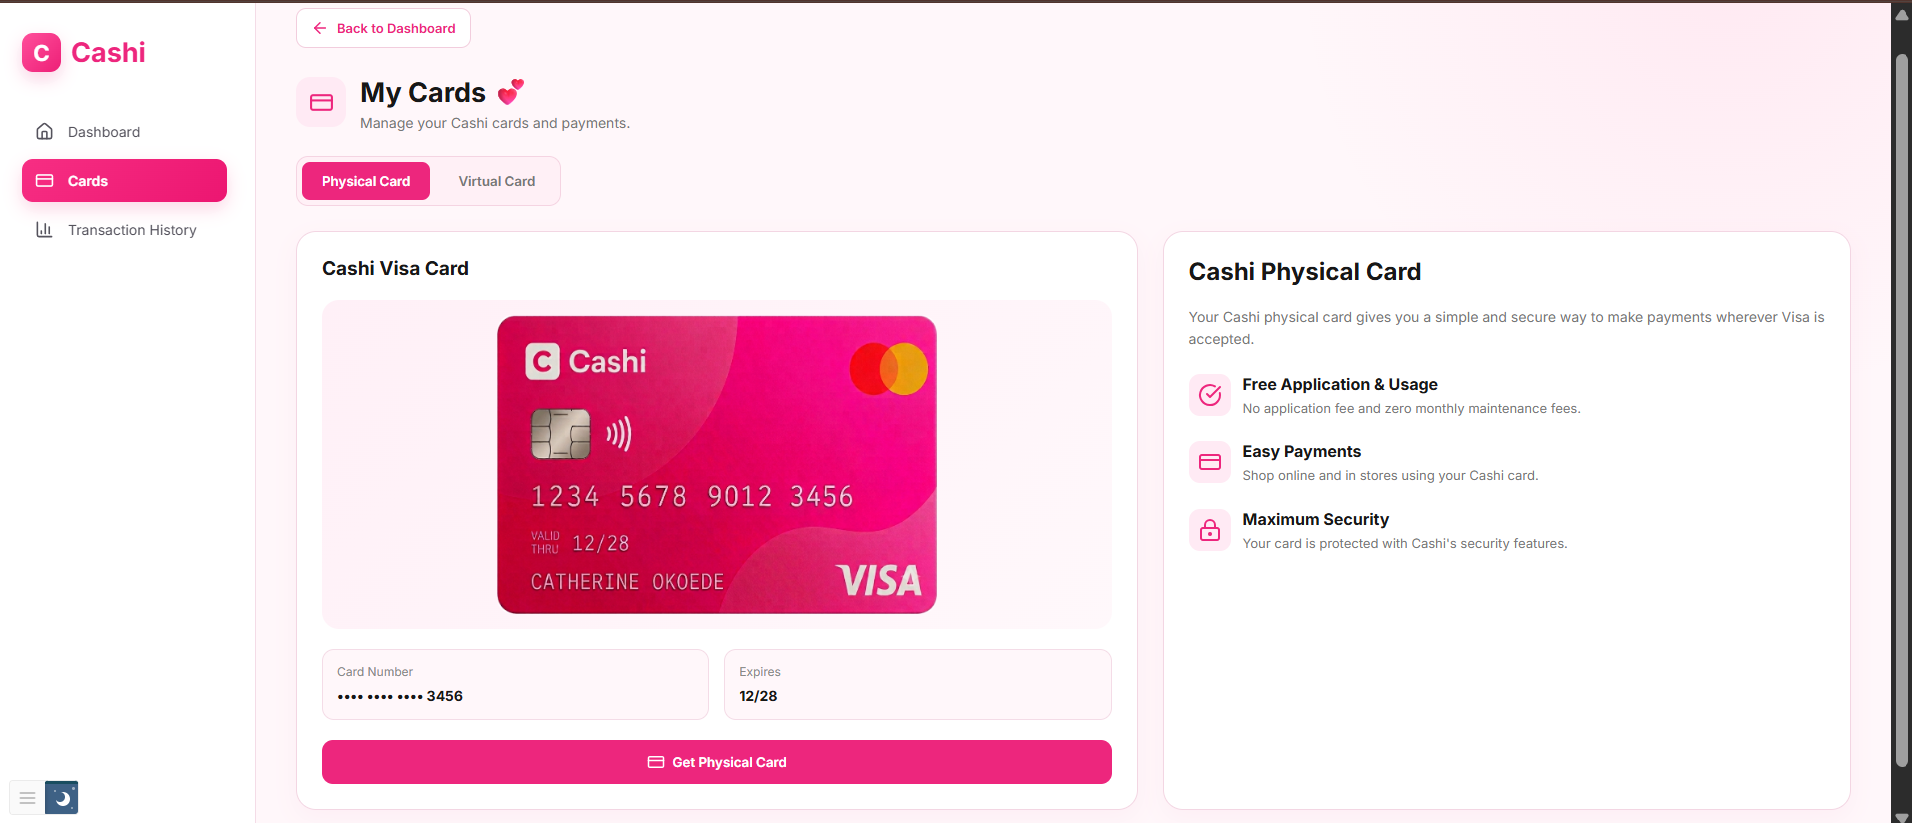 C Cashi
Dashboard
Cards
Transaction History
Back to Dashboard
My Cards 💕
Manage your Cashi cards and payments.
Physical Card
Virtual Card
Cashi Visa Card
C Cashi
1234 5678 9012 3456
VALID
THRU
12/28
CATHERINE OKOEDE
VISA
Card Number
•••• •••• •••• 3456
Expires
12/28
Get Physical Card
Cashi Physical Card
Your Cashi physical card gives you a simple and secure way to make payments wherever Visa is
accepted.
Free Application & Usage
No application fee and zero monthly maintenance fees.
Easy Payments
Shop online and in stores using your Cashi card.
Maximum Security
Your card is protected with Cashi's security features.